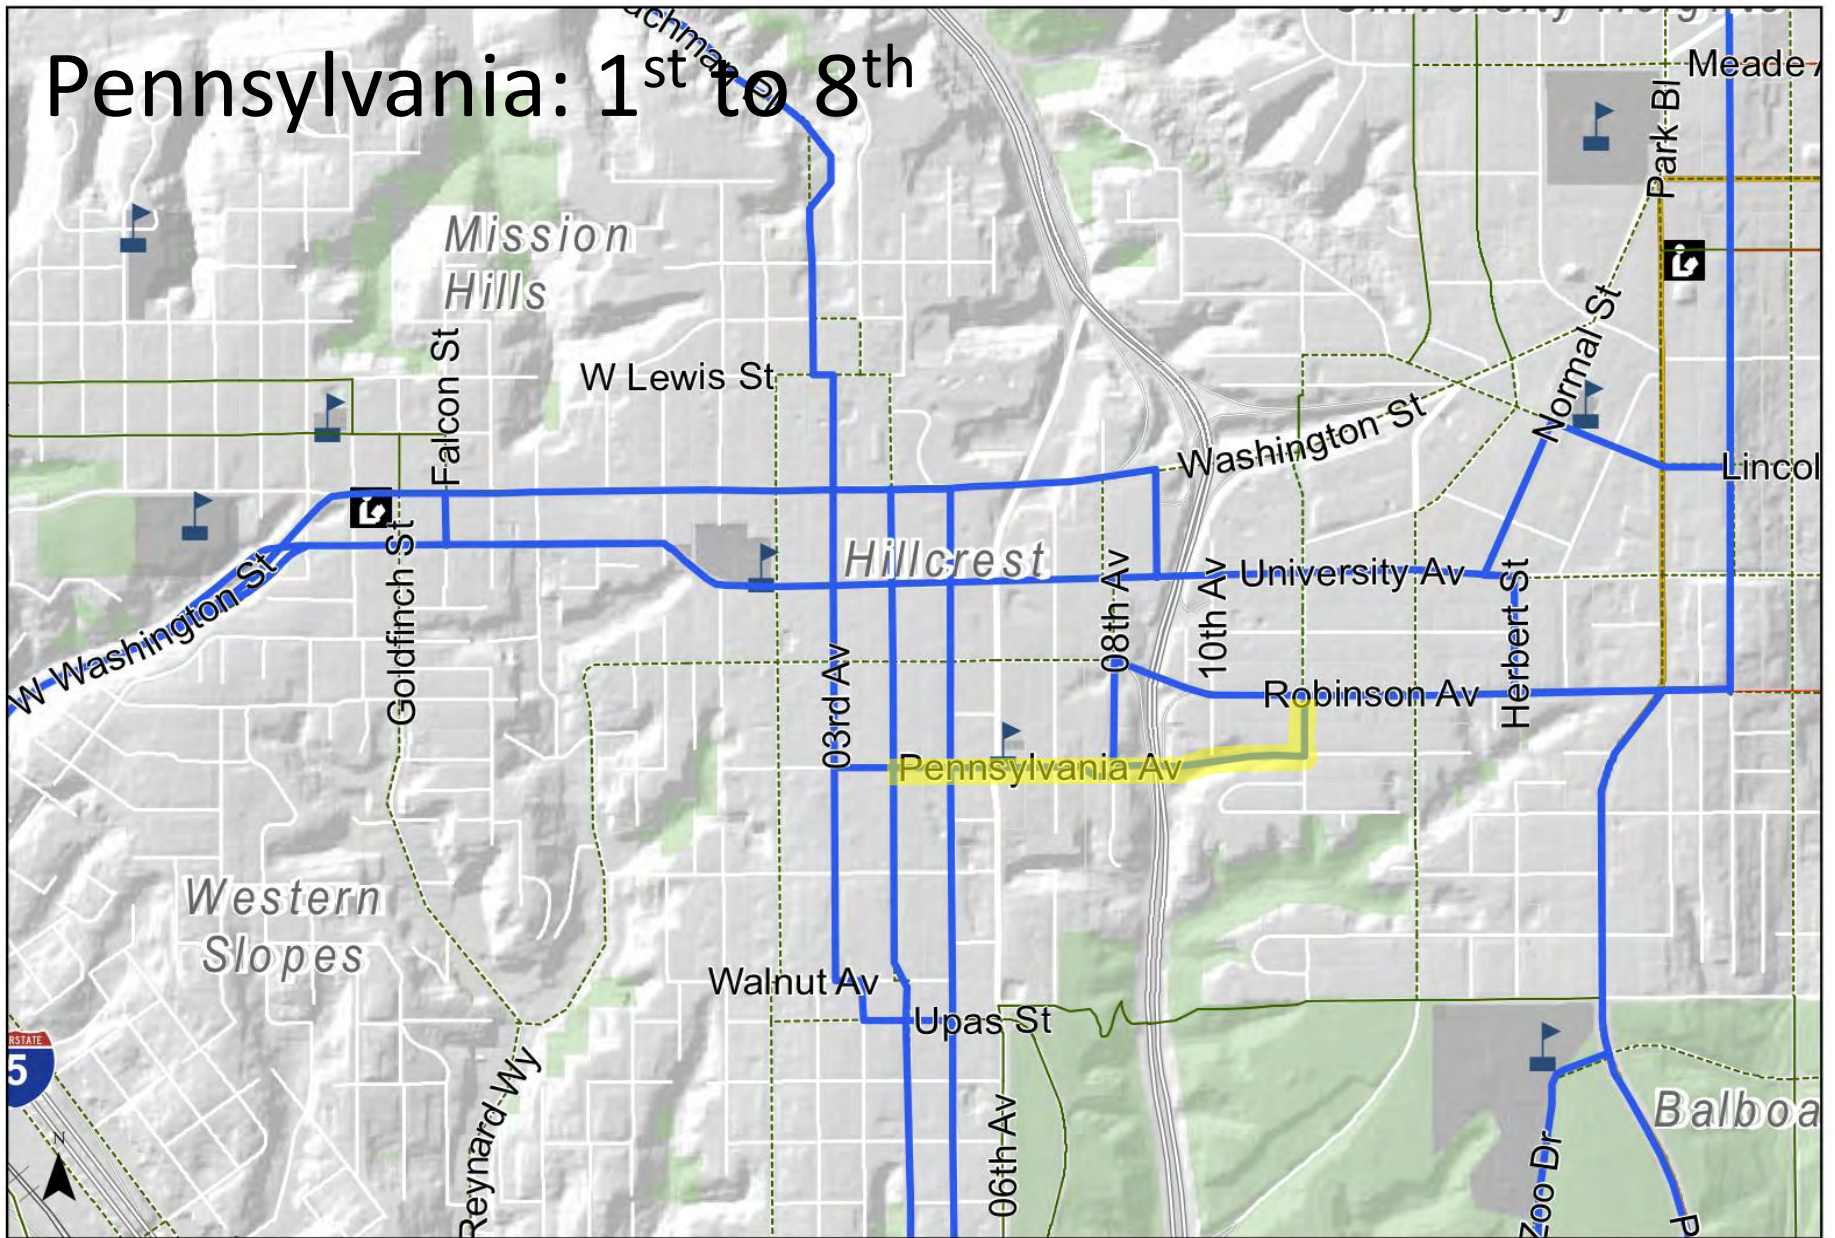 Pennsylvania: 1st to 8th
Meade
Park Bl
Mission
Hills
Falcon St
W Lewis St
Normal St
Washington St
Lincol
Hillcrest
Goldfinch St
University Av
08th Av
10th Av
Herbert St
W Washington St
03rd Av
Robinson Av
Pennsylvania Av
Western
Slopes
Walnut Av
Upas St
5
Reynard Wy
06th Av
Balboa
Zoo Dr
N
P